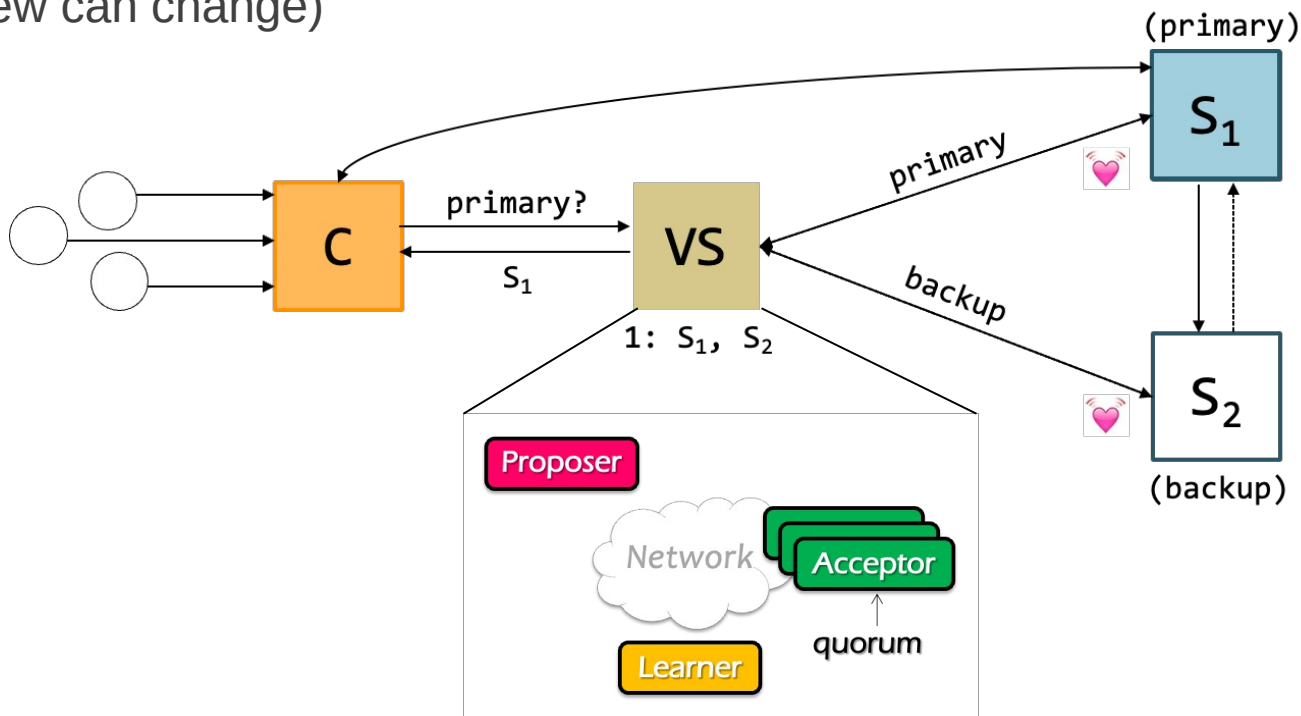 ew can change)
(primary)
S₁
primary
primary?
C
VS
S₁
backup
1: S₁, S₂
S₂
(backup)
Proposer
Network
Acceptor
quorum
Learner